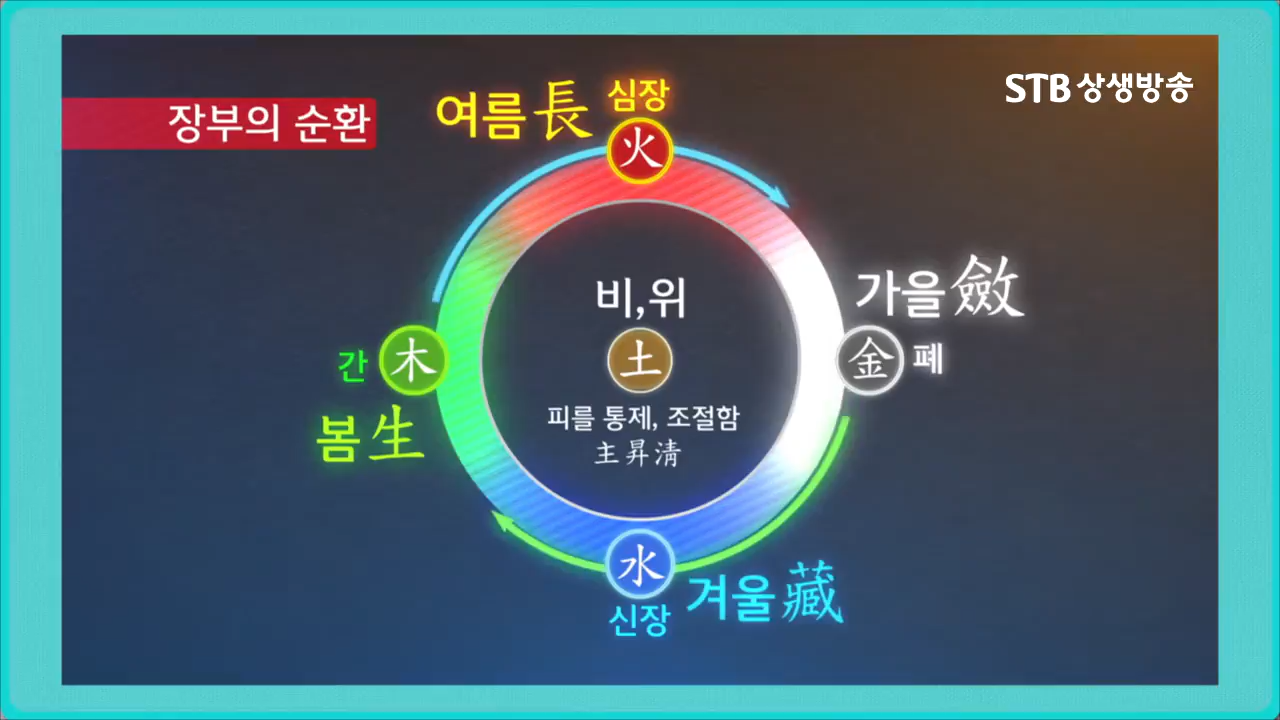 STB 상생방송
장부의 순환
여름 長
심장
火
가을 斂
金 폐
비,위
土
피를 통제, 조절함
主昇淸
간 木
봄 生
水
신장
겨울 藏